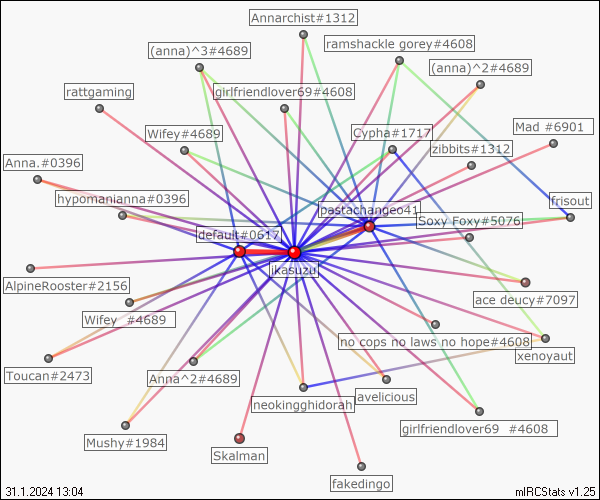 Annarchist#1312
(anna)^3#4689
ramshackle gorey#4608
(anna)^2#4689
rattgaming
girlfriendlover69#4608
Wifey#4689
Cypha#1717
Mad #6901
zibbits#1312
Anna.#0396
hypomanianna#0396
frisout
pastachangeo41
Soxy Foxy#5076
default#0617
ikasuzu
AlpineRooster#2156
ace deucy#7097
Wifey #4689
no cops no laws no hope#4608
xenoyaut
Toucan#2473
Anna^2#4689
avelicious
neokingghidorah
girlfriendlover69 #4608
Mushy#1984
Skalman
fakedingo
31.1.2024 13:04
mIRCStats v1.25